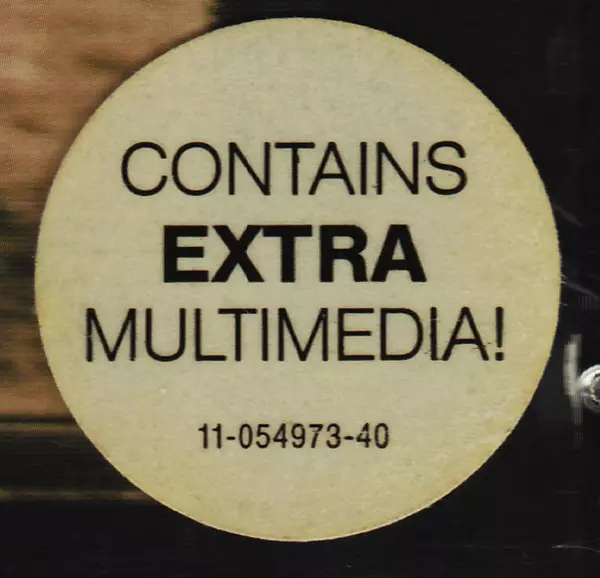 CONTAINS
EXTRA
MULTIMEDIA!
11-054973-40